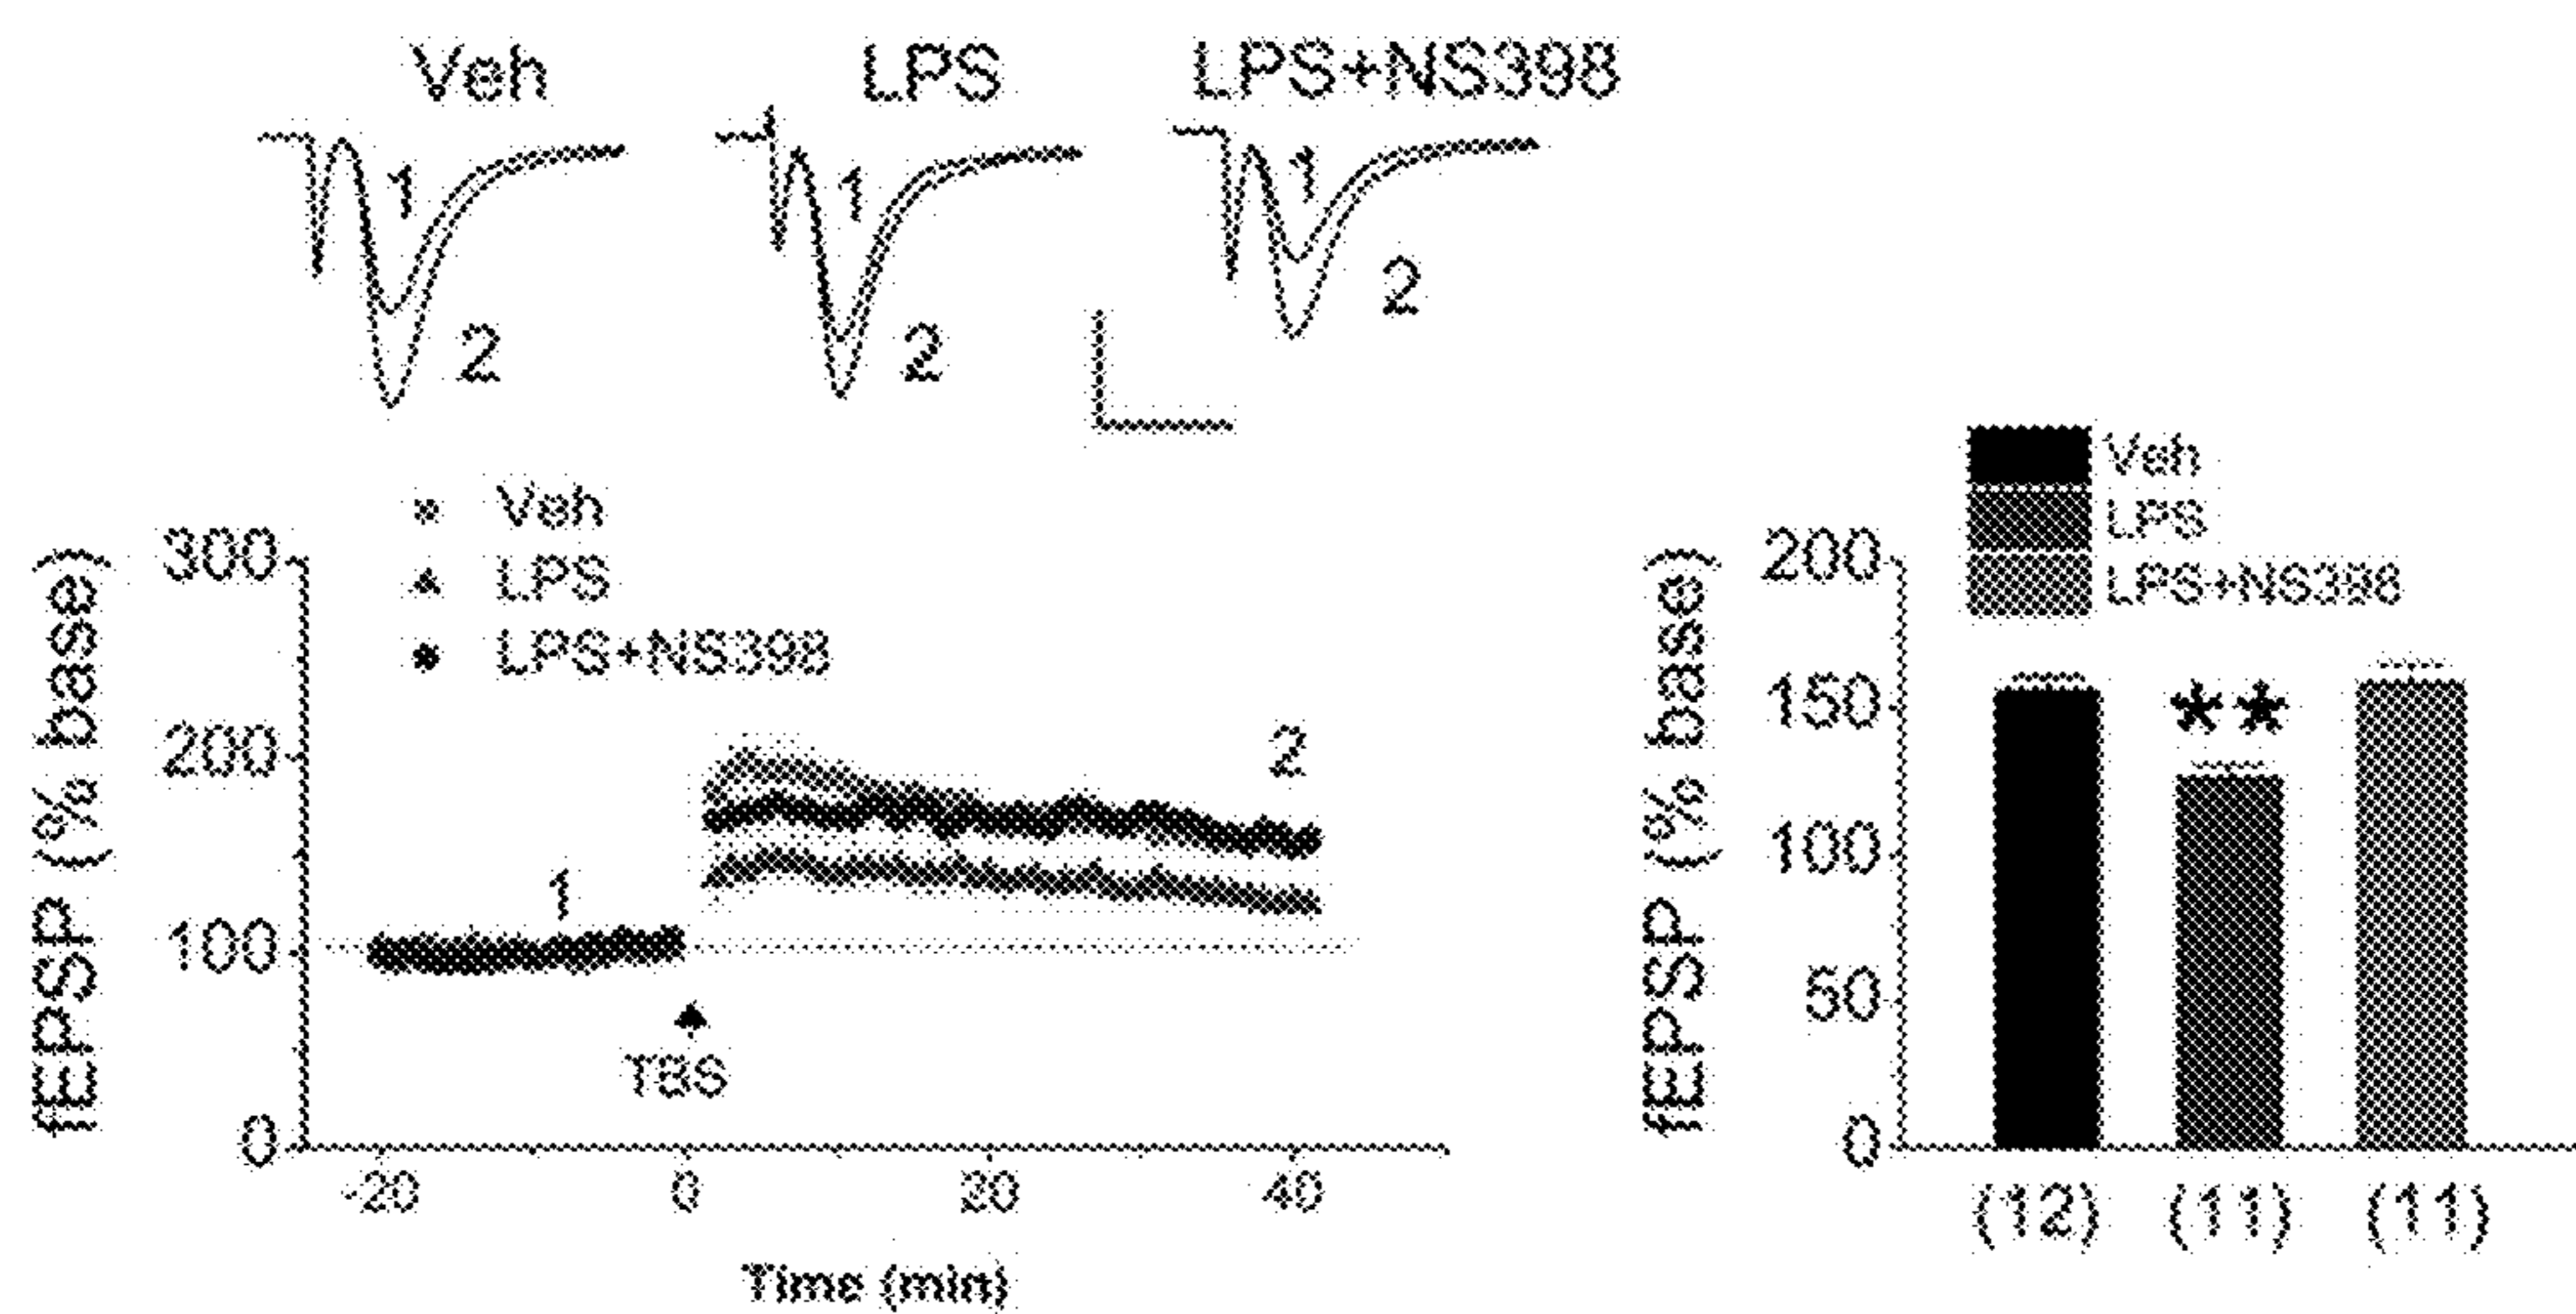 Veh LPS LPS+NS398
1 1 1
2 2 2
Veh
LPS
LPS+NS398
fEPSP (% base)
300
200
100
0
1
2
TBS
-20 0 20 40
Time (min)
Veh
LPS
LPS+NS398
fEPSP (% base)
200
150
100
50
0
**
(12) (11) (11)